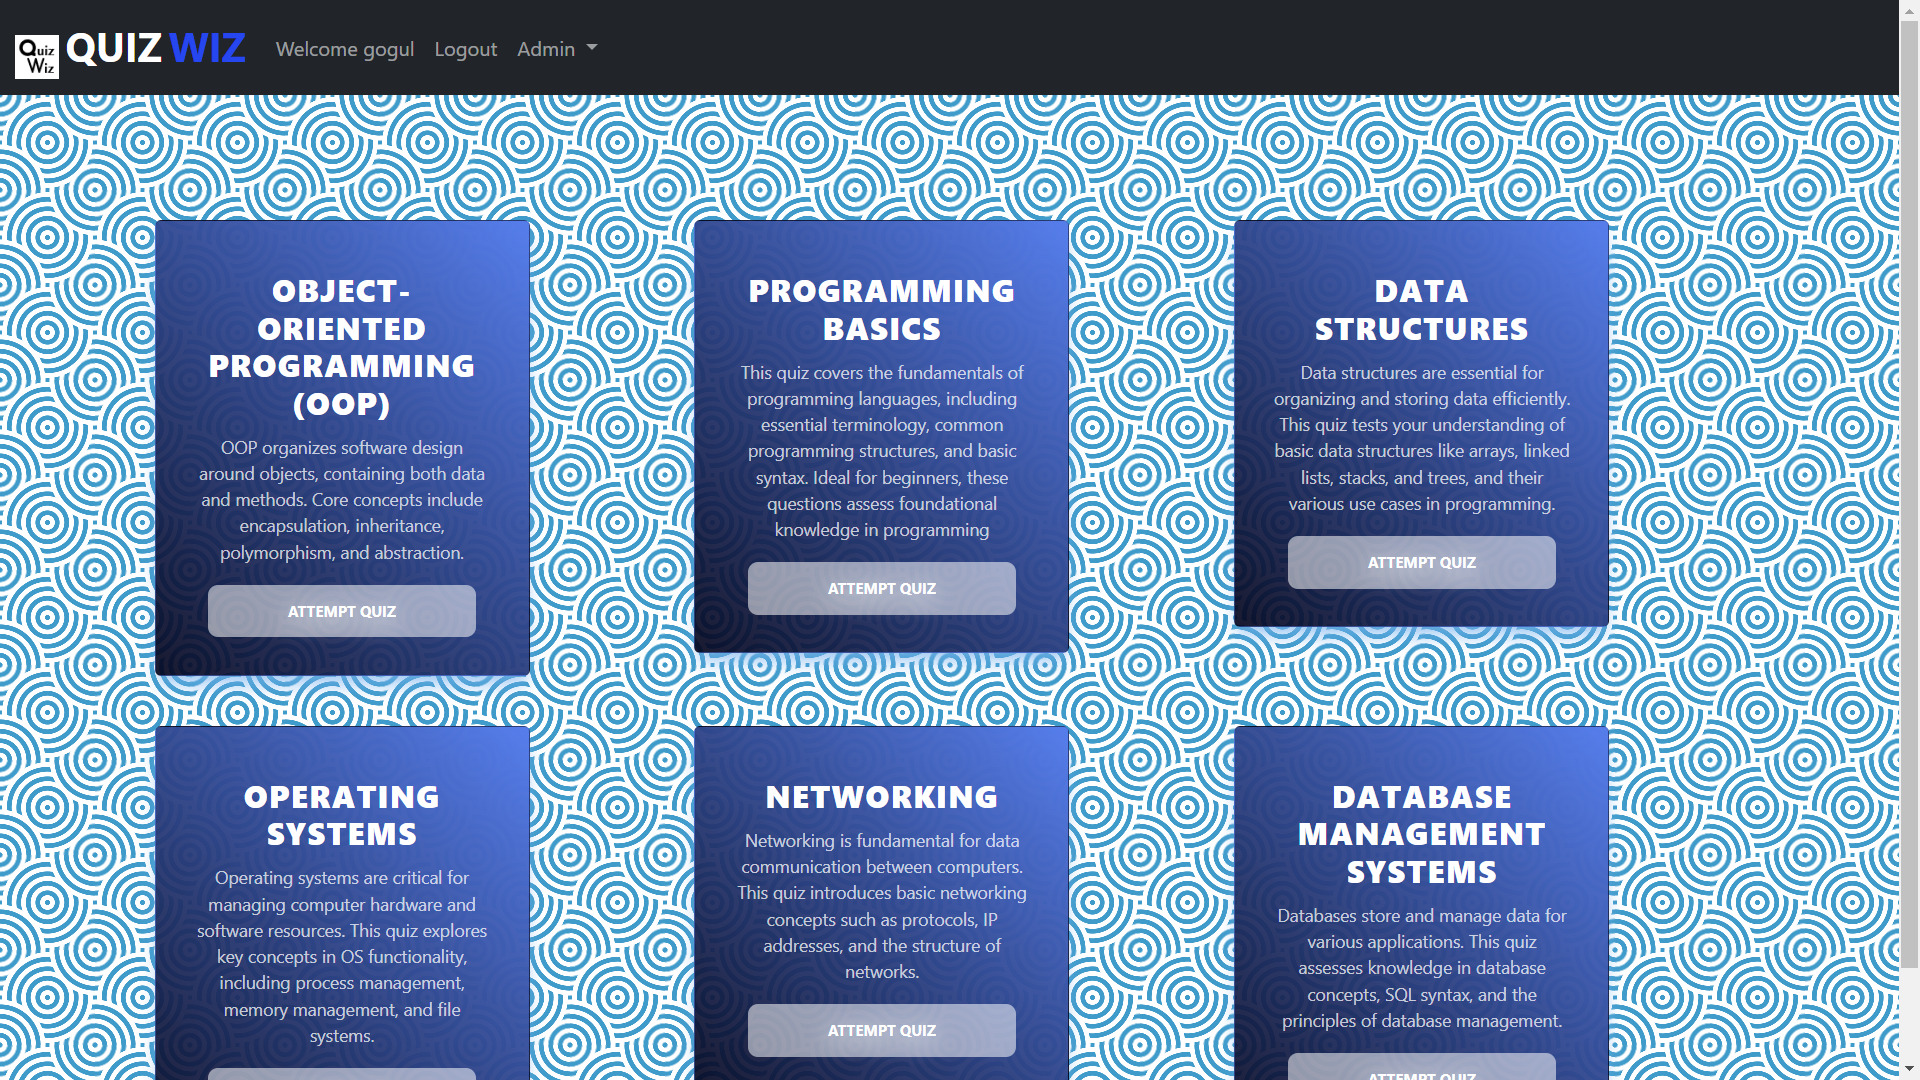 Quiz
Wiz
QUIZ WIZ
Welcome gogul
Logout
Admin
OBJECT-
ORIENTED
PROGRAMMING
(OOP)
OOP organizes software design
around objects, containing both data
and methods. Core concepts include
encapsulation, inheritance,
polymorphism, and abstraction.
ATTEMPT QUIZ
PROGRAMMING
BASICS
This quiz covers the fundamentals of
programming languages, including
essential terminology, common
programming structures, and basic
syntax. Ideal for beginners, these
questions assess foundational
knowledge in programming
ATTEMPT QUIZ
DATA
STRUCTURES
Data structures are essential for
organizing and storing data efficiently.
This quiz tests your understanding of
basic data structures like arrays, linked
lists, stacks, and trees, and their
various use cases in programming.
ATTEMPT QUIZ
OPERATING
SYSTEMS
Operating systems are critical for
managing computer hardware and
software resources. This quiz explores
key concepts in OS functionality,
including process management,
memory management, and file
systems.
NETWORKING
Networking is fundamental for data
communication between computers.
This quiz introduces basic networking
concepts such as protocols, IP
addresses, and the structure of
networks.
ATTEMPT QUIZ
DATABASE
MANAGEMENT
SYSTEMS
Databases store and manage data for
various applications. This quiz
assesses knowledge in database
concepts, SQL syntax, and the
principles of database management.
ATTEMPT QUIZ